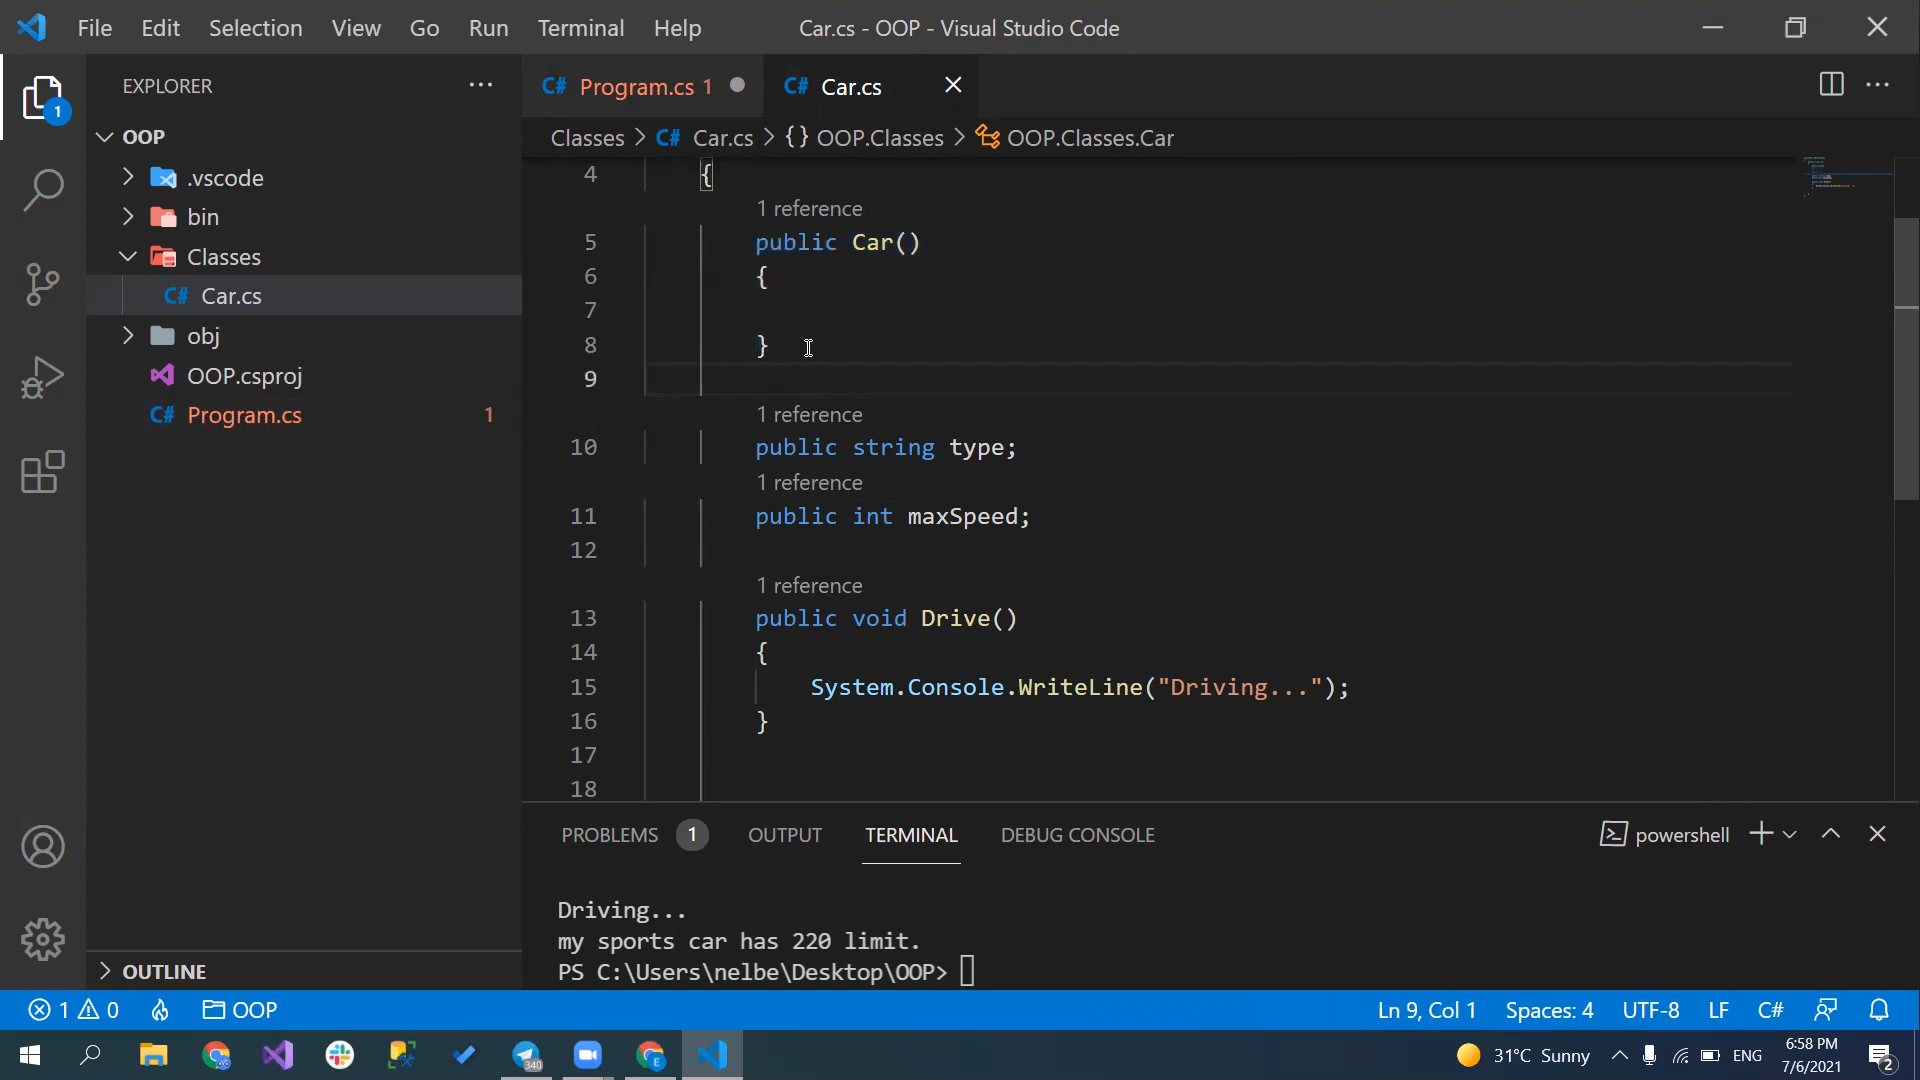 File Edit Selection View Go Run Terminal Help
Car.cs - OOP - Visual Studio Code
1
EXPLORER
OOP
.vscode
bin
Classes
C# Car.cs
obj
OOP.csproj
C# Program.cs 1
OUTLINE
C# Program.cs 1
C# Car.cs
Classes > C# Car.cs > {} OOP.Classes > OOP.Classes.Car
4 {
1 reference
5 public Car()
6 {
7
8 }
9
1 reference
10 public string type;
1 reference
11 public int maxSpeed;
12
1 reference
13 public void Drive()
14 {
15 System.Console.WriteLine("Driving...");
16 }
17
18
PROBLEMS 1 OUTPUT TERMINAL DEBUG CONSOLE
powershell
Driving...
my sports car has 220 limit.
PS C:\Users\nelbe\Desktop\OOP>
1 0 OOP
Ln 9, Col 1 Spaces: 4 UTF-8 LF C#
340
31°C Sunny
ENG
6:58 PM
7/6/2021
2